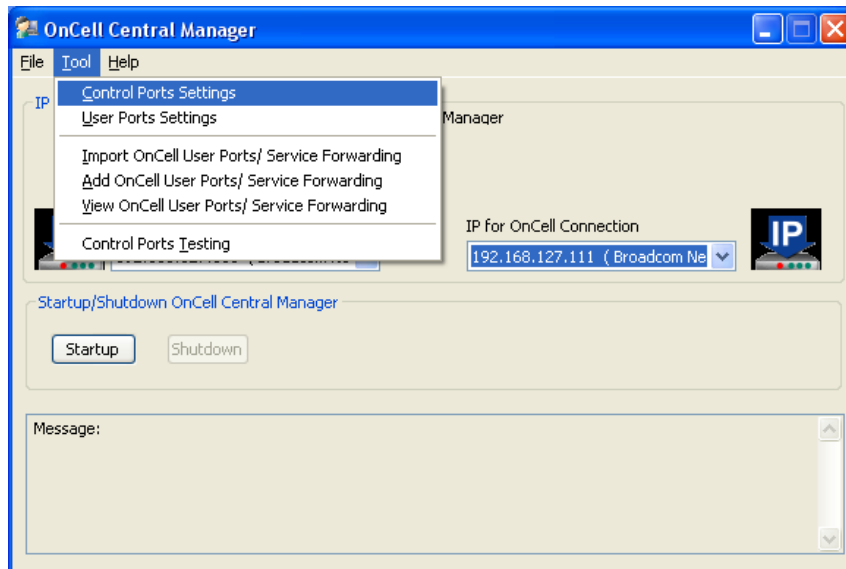 OnCell Central Manager
File Tool Help
Control Ports Settings
IP
User Ports Settings
Manager
Import OnCell User Ports/ Service Forwarding
Add OnCell User Ports/ Service Forwarding
View OnCell User Ports/ Service Forwarding
IP for OnCell Connection
IP
Control Ports Testing
192.168.127.111 ( Broadcom Ne
Startup/Shutdown OnCell Central Manager
Startup Shutdown
Message: